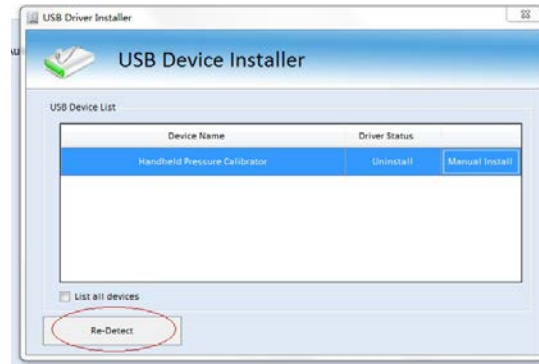 USB Driver Installer
USB Device Installer
USB Device List
Device Name Driver Status
Handheld Pressure Calibrator Uninstall Manual Install
List all devices
Re-Detect